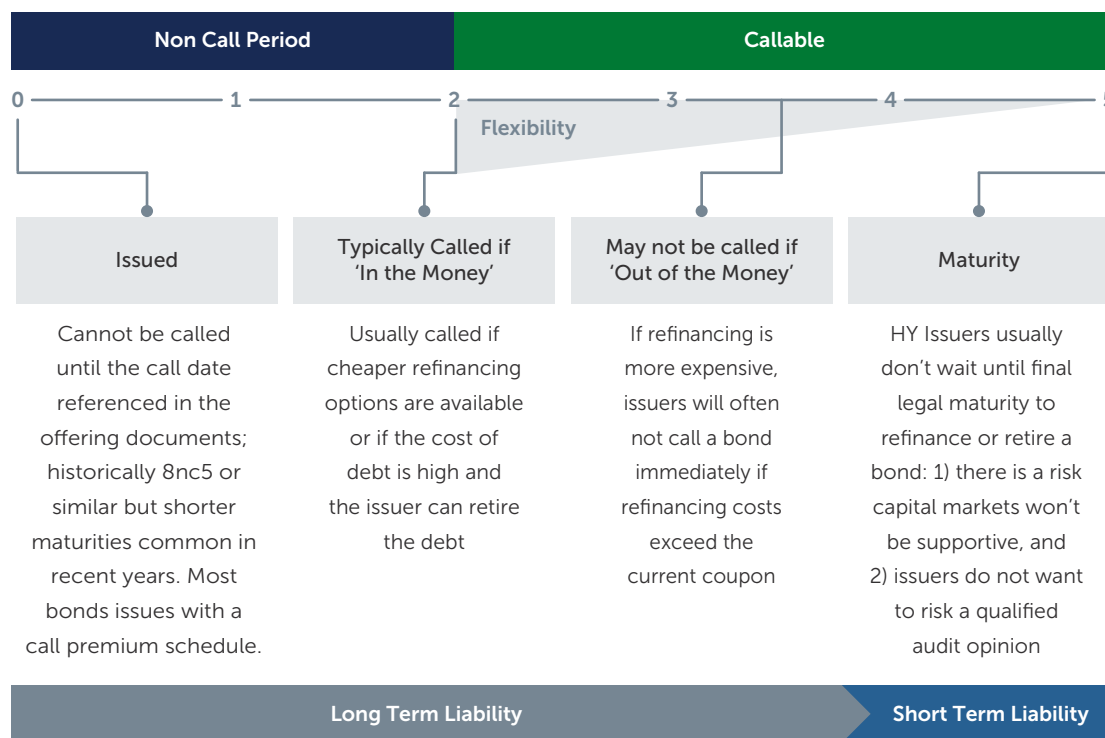 Non Call Period
Callable
0
1
2
3
4
Flexibility
Issued
Cannot be called
until the call date
referenced in the
offering documents;
historically 8nc5 or
similar but shorter
maturities common in
recent years. Most
bonds issues with a
call premium schedule.
Typically Called if
‘In the Money’
Usually called if
cheaper refinancing
options are available
or if the cost of
debt is high and
the issuer can retire
the debt
May not be called if
‘Out of the Money’
If refinancing is
more expensive,
issuers will often
not call a bond
immediately if
refinancing costs
exceed the
current coupon
Maturity
HY Issuers usually
don’t wait until final
legal maturity to
refinance or retire a
bond: 1) there is a risk
capital markets won’t
be supportive, and
2) issuers do not want
to risk a qualified
audit opinion
Long Term Liability
Short Term Liability